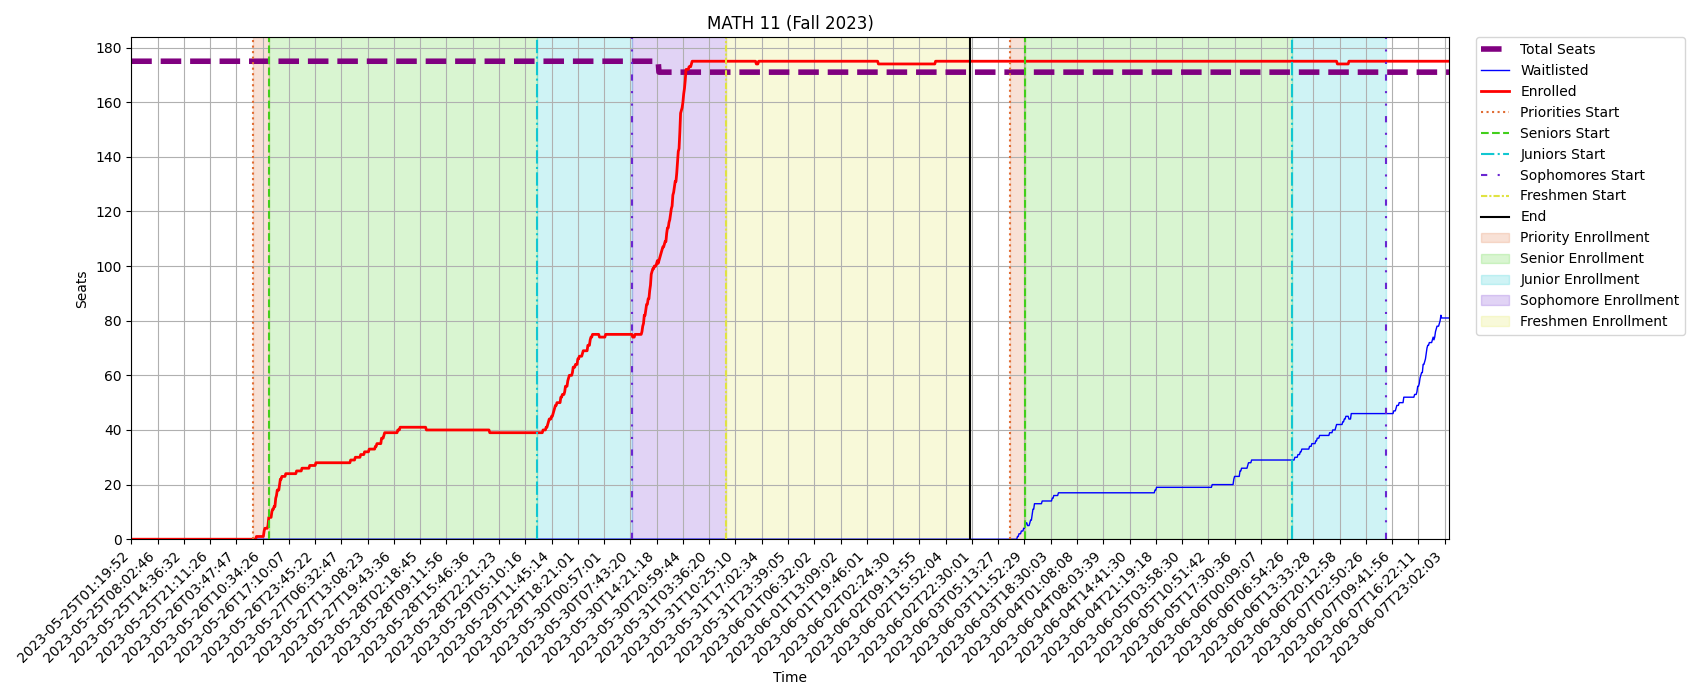 MATH 11 (Fall 2023)
180
160
140
120
100
80
60
40
20
0
Seats
2023-05-25T01:19:52
2023-05-25T08:02:46
2023-05-25T14:36:32
2023-05-25T21:11:26
2023-05-26T03:47:47
2023-05-26T10:34:26
2023-05-26T17:10:07
2023-05-26T23:45:22
2023-05-27T06:32:47
2023-05-27T13:08:23
2023-05-27T19:43:36
2023-05-28T02:18:45
2023-05-28T09:11:56
2023-05-28T15:46:36
2023-05-28T22:21:23
2023-05-29T05:10:16
2023-05-29T11:45:14
2023-05-29T18:21:01
2023-05-30T00:57:01
2023-05-30T07:43:20
2023-05-30T14:21:18
2023-05-30T20:59:44
2023-05-31T03:36:20
2023-05-31T10:25:10
2023-05-31T17:02:34
2023-05-31T23:39:05
2023-06-01T06:32:02
2023-06-01T13:09:02
2023-06-01T19:46:01
2023-06-02T02:24:30
2023-06-02T09:13:55
2023-06-02T15:52:04
2023-06-02T22:30:01
2023-06-03T05:13:27
2023-06-03T11:52:29
2023-06-03T18:30:03
2023-06-04T01:08:08
2023-06-04T08:03:39
2023-06-04T14:41:30
2023-06-04T21:19:18
2023-06-05T03:58:30
2023-06-05T10:51:42
2023-06-05T17:30:36
2023-06-06T00:09:07
2023-06-06T06:54:26
2023-06-06T13:33:28
2023-06-06T20:12:58
2023-06-07T02:50:26
2023-06-07T09:41:56
2023-06-07T16:22:11
2023-06-07T23:02:03
Time
Total Seats
Waitlisted
Enrolled
Priorities Start
Seniors Start
Juniors Start
Sophomores Start
Freshmen Start
End
Priority Enrollment
Senior Enrollment
Junior Enrollment
Sophomore Enrollment
Freshmen Enrollment